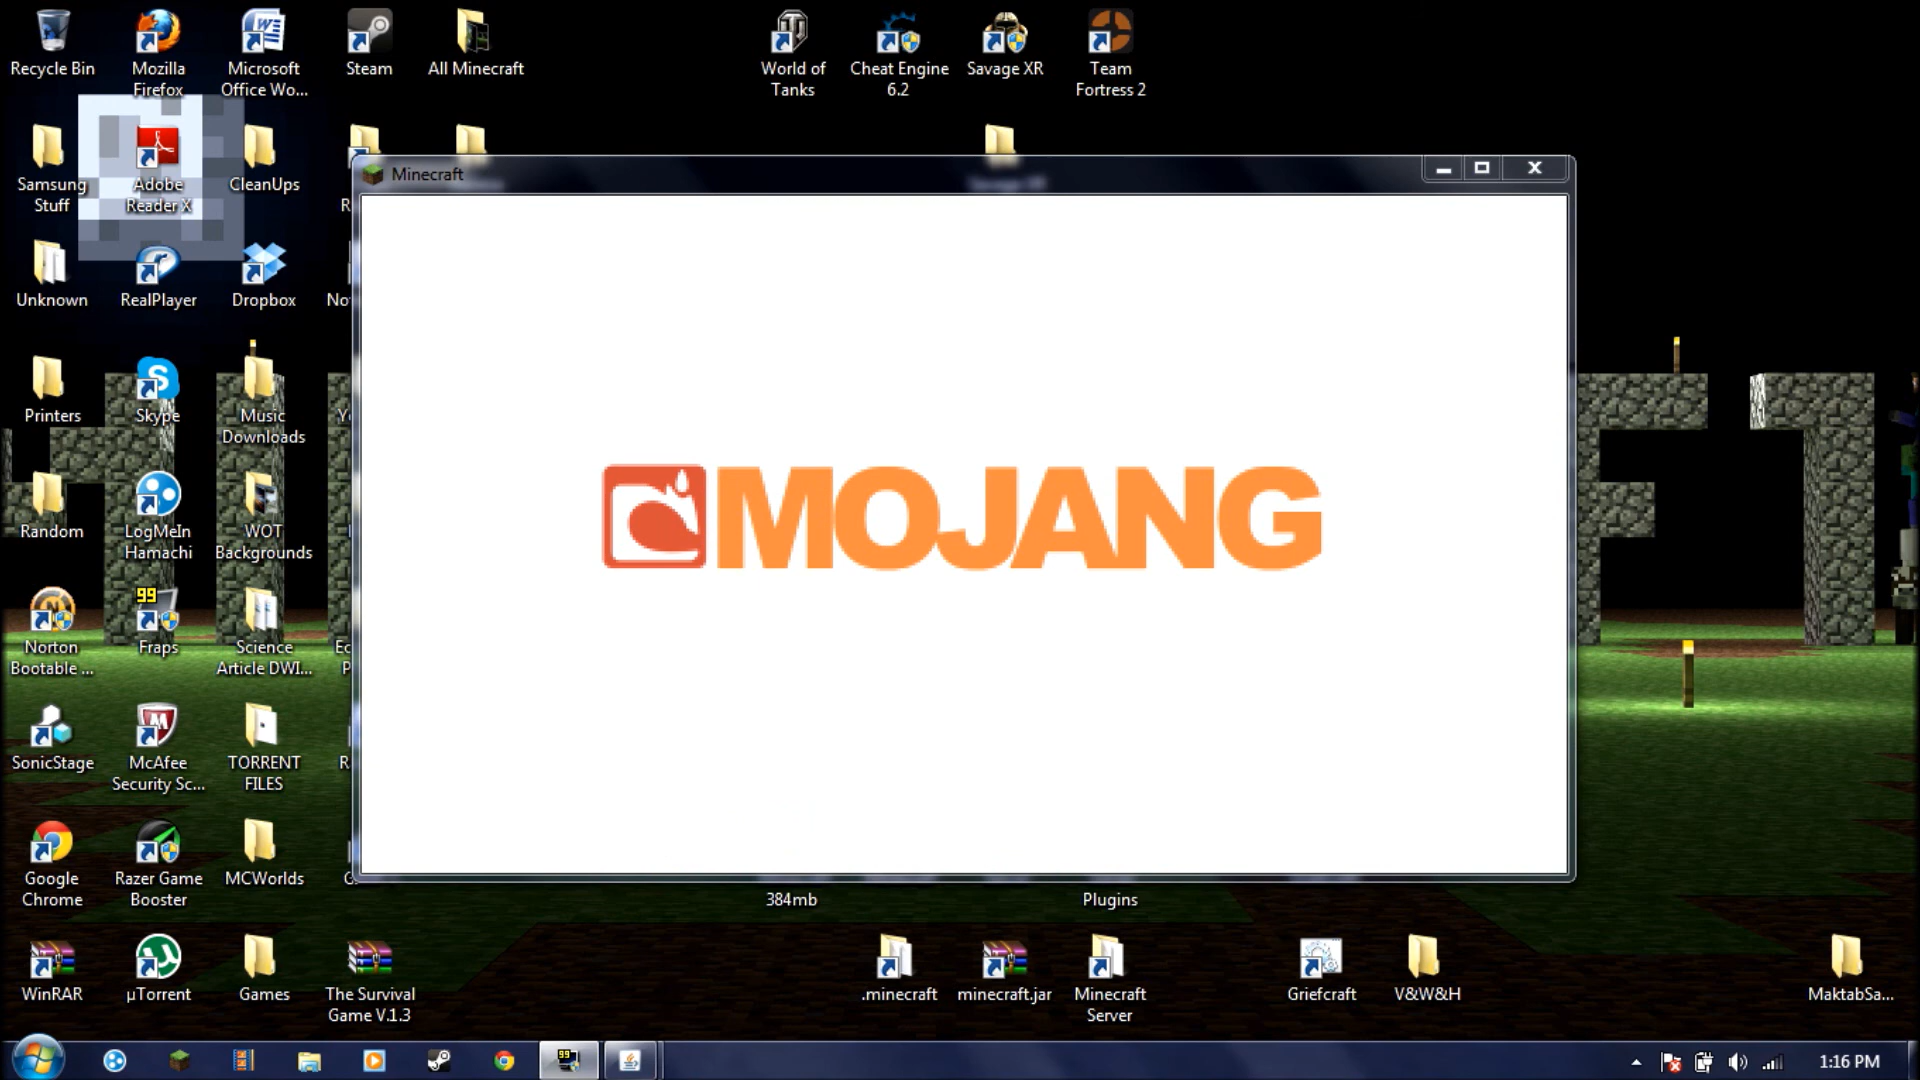 Recycle Bin
Mozilla
Firefox
Microsoft
Office Wo...
Steam
All Minecraft
World of
Tanks
Cheat Engine
6.2
Savage XR
Team
Fortress 2
Samsung
Stuff
Adobe
Reader X
CleanUps
Minecraft
Unknown
RealPlayer
Dropbox
Printers
Skype
Music
Downloads
MOJANG
Random
LogMeIn
Hamachi
WOT
Backgrounds
99
Norton
Bootable ...
Fraps
Science
Article DWI...
SonicStage
McAfee
Security Sc...
TORRENT
FILES
Google
Chrome
Razer Game
Booster
MCWorlds
384mb
Plugins
WinRAR
µTorrent
Games
The Survival
Game V.1.3
.minecraft
minecraft.jar
Minecraft
Server
Griefcraft
V&W&H
MaktabSa...
99
1:16 PM